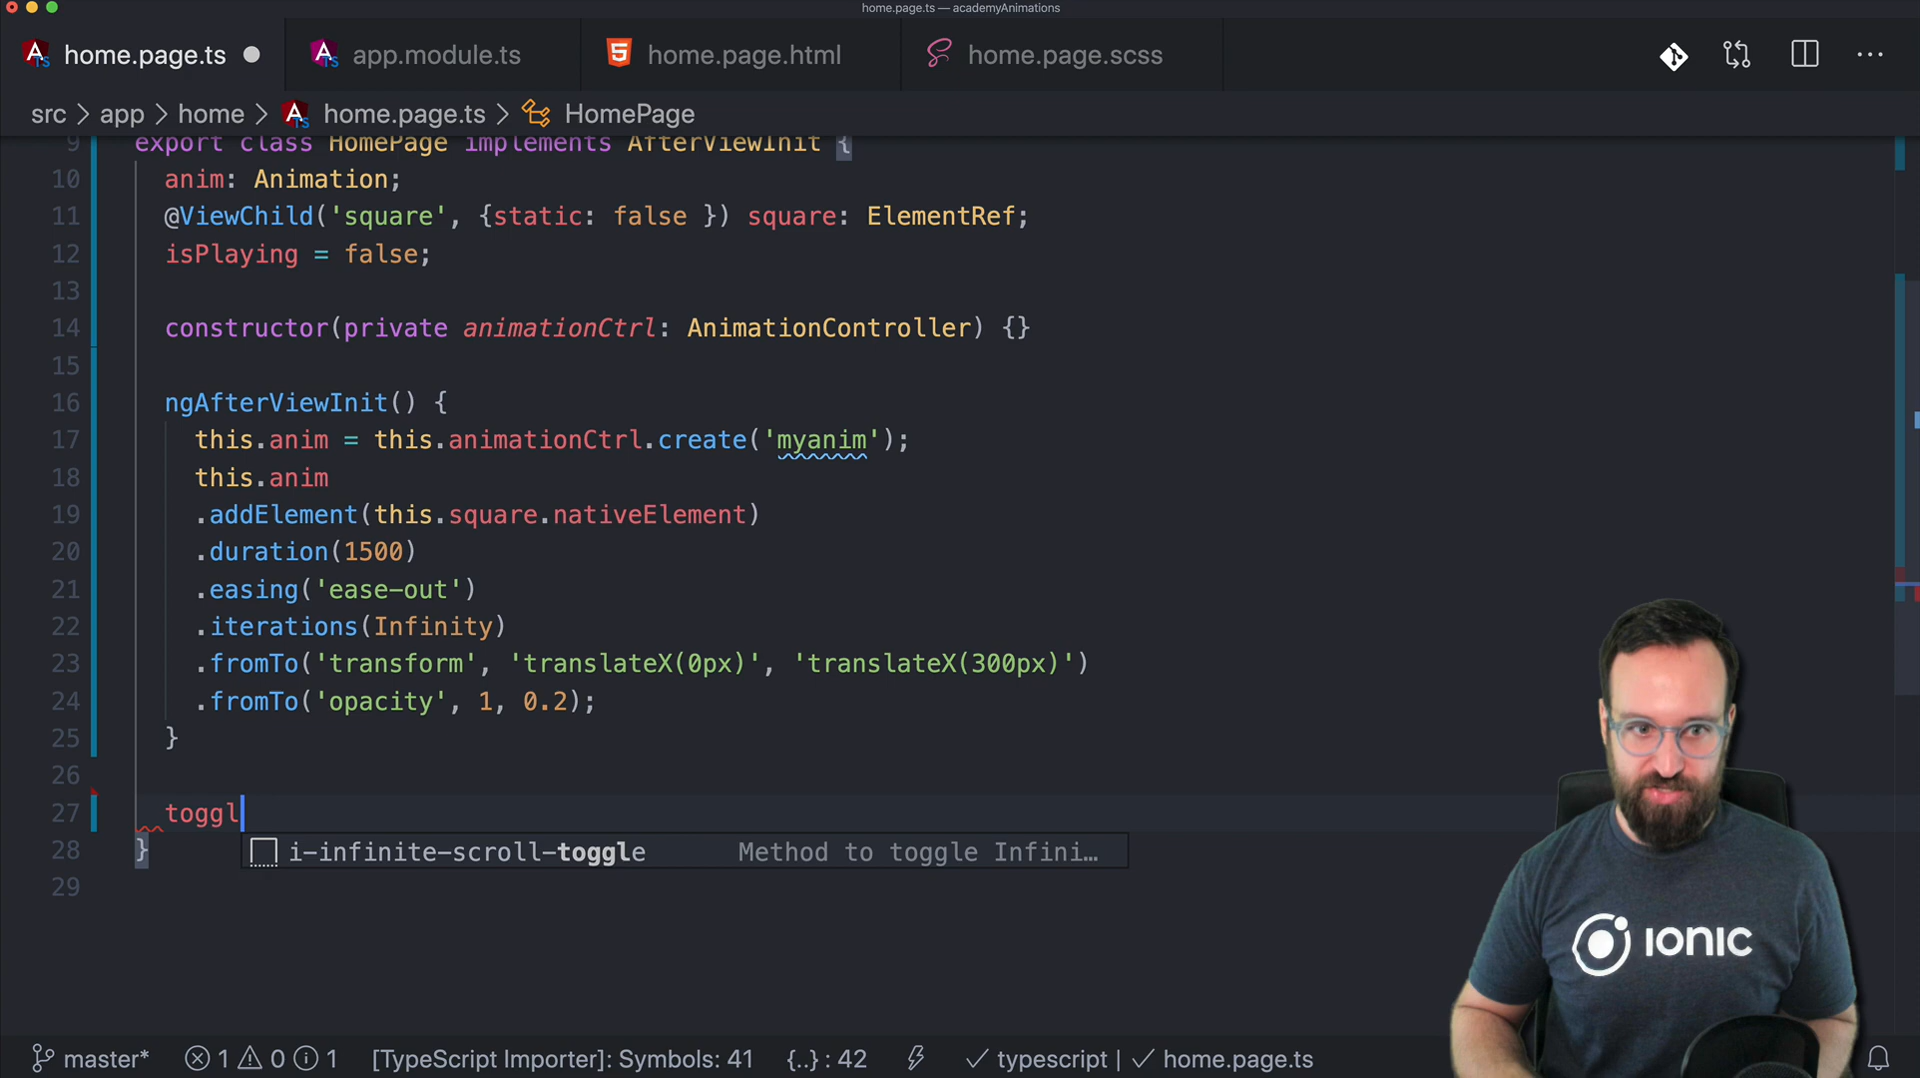 home.page.ts — academyAnimations
home.page.ts app.module.ts home.page.html home.page.scss
src > app > home > home.page.ts > HomePage
9 export class HomePage implements AfterViewInit {
10 anim: Animation;
11 @ViewChild('square', {static: false }) square: ElementRef;
12 isPlaying = false;
13
14 constructor(private animationCtrl: AnimationController) {}
15
16 ngAfterViewInit() {
17 this.anim = this.animationCtrl.create('myanim');
18 this.anim
19 .addElement(this.square.nativeElement)
20 .duration(1500)
21 .easing('ease-out')
22 .iterations(Infinity)
23 .fromTo('transform', 'translateX(0px)', 'translateX(300px)')
24 .fromTo('opacity', 1, 0.2);
25 }
26
27 toggl
28 }
i-infinite-scroll-toggle Method to toggle Infini…
29
IONIC
master* 1 0 1 [TypeScript Importer]: Symbols: 41 {..} : 42 typescript | home.page.ts